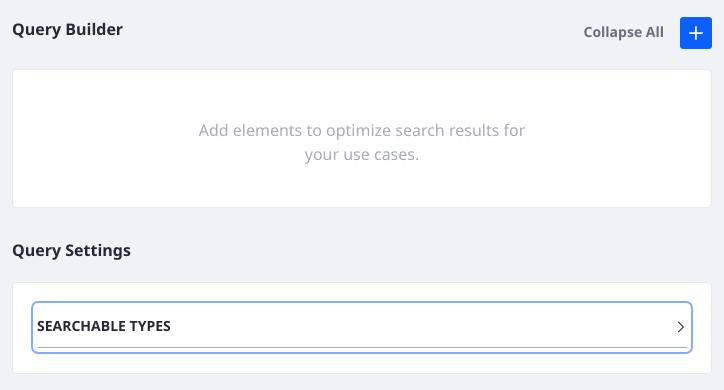 Query Builder
Collapse All
Add elements to optimize search results for
your use cases.
Query Settings
SEARCHABLE TYPES